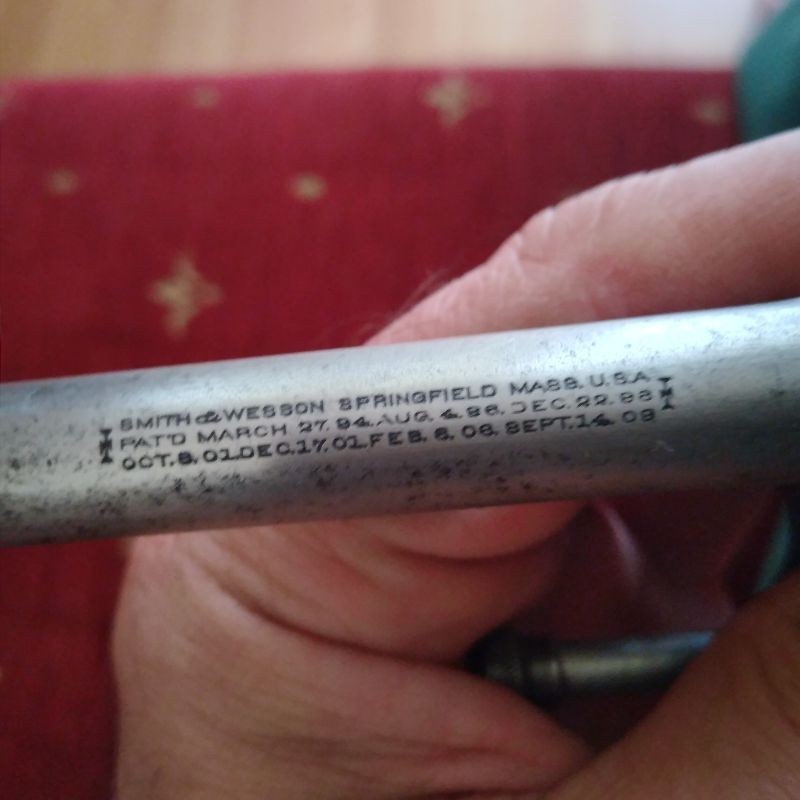 SMITH & WESSON SPRINGFIELD MASS. U.S.A.
PAT'D MARCH 27. 94. AUG. 4. 96. DEC. 22. 96
OCT. 8. 01. DEC. 17. 01. FEB. 6. 06. SEPT. 14. 09